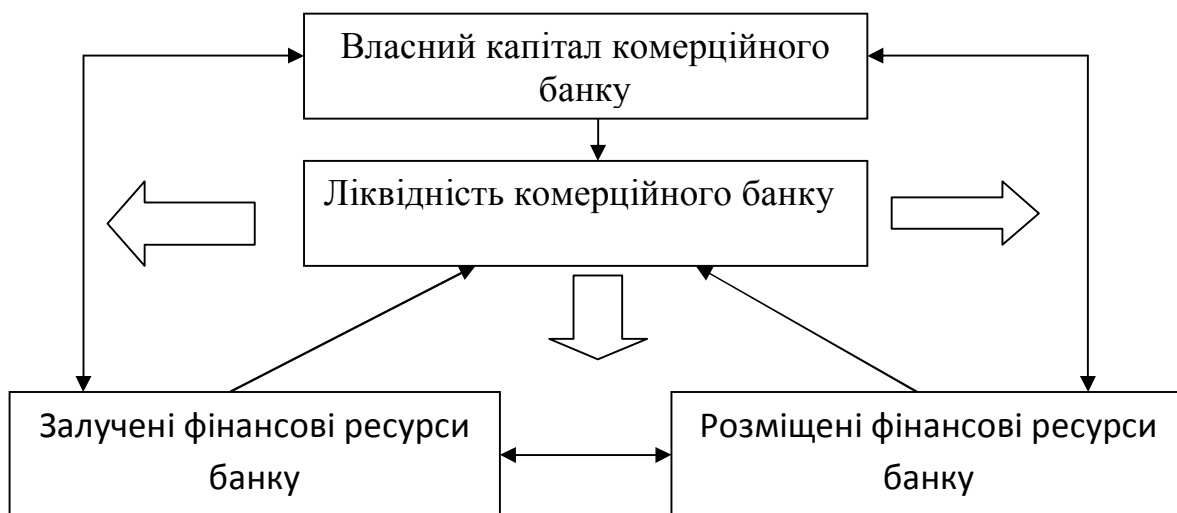 Власний капітал комерційного
банку
Ліквідність комерційного банку
Залучені фінансові ресурси
банку
Розміщені фінансові ресурси
банку